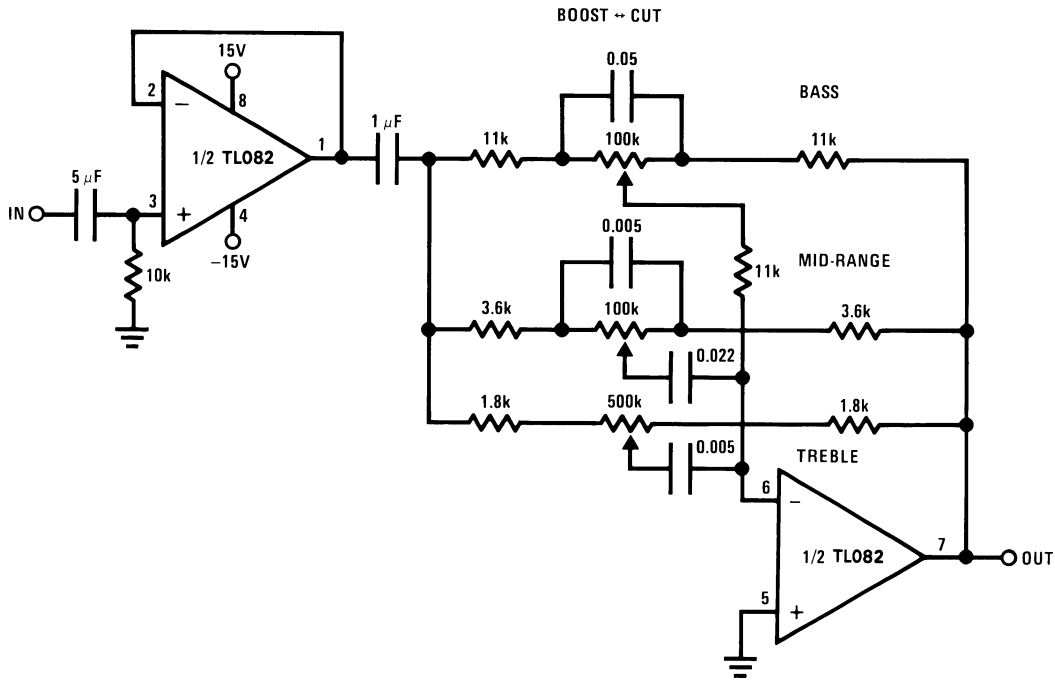 BOOST ↔ CUT
15V
0.05
BASS
2
−
8
1 μF
11k
100k
11k
1/2 TL082
1
5 μF
IN
3
+
4
−15V
10k
0.005
11k
MID-RANGE
3.6k
100k
3.6k
0.022
1.8k
500k
1.8k
0.005
TREBLE
6
−
1/2 TL082
7
OUT
5
+